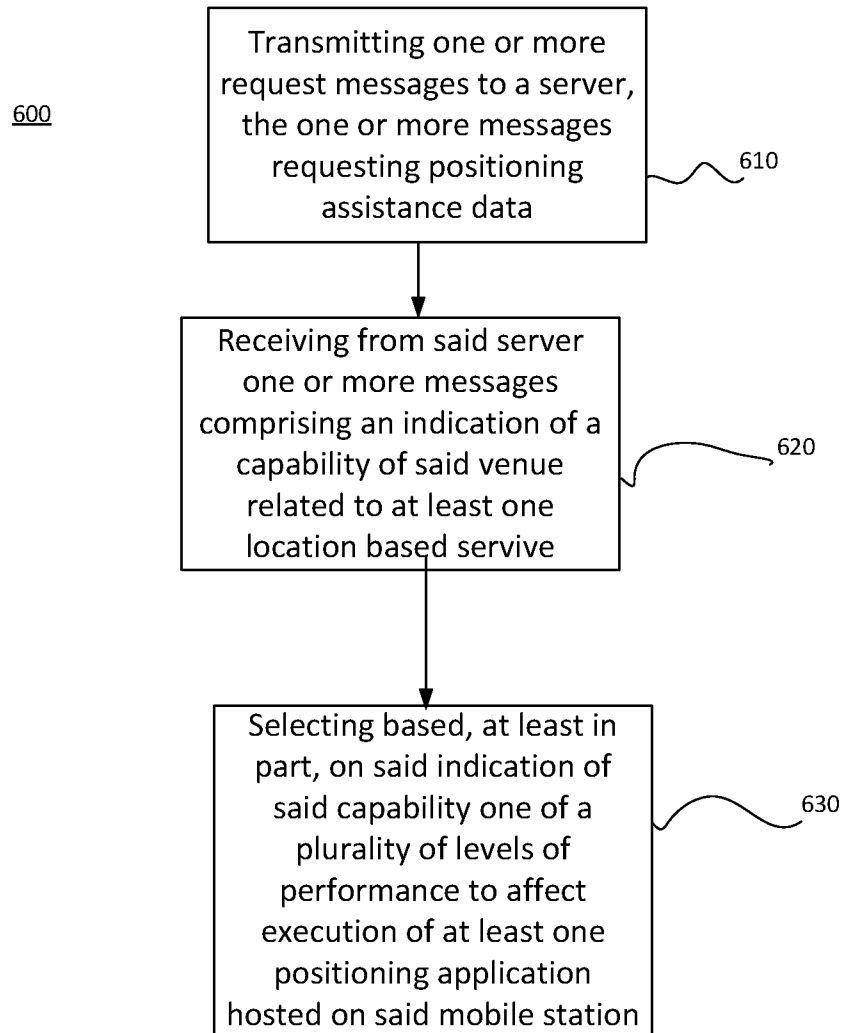 600
Transmitting one or more
request messages to a server,
the one or more messages
requesting positioning
assistance data
610
Receiving from said server
one or more messages
comprising an indication of a
capability of said venue
related to at least one
location based servive
620
Selecting based, at least in
part, on said indication of
said capability one of a
plurality of levels of
performance to affect
execution of at least one
positioning application
hosted on said mobile station
630